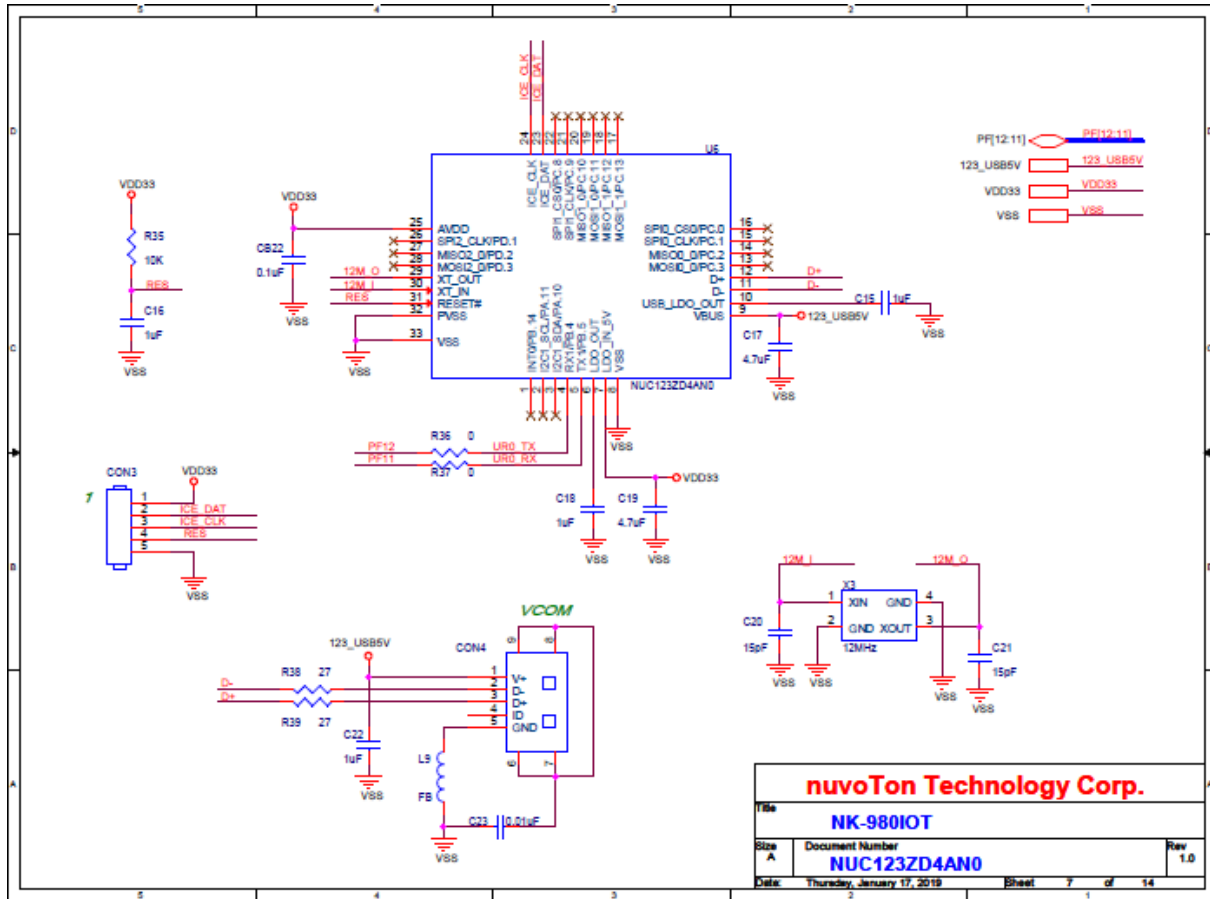 5 4 3 2 1
D
C
B
A
ICE_CLK
ICE_DAT
24
23
22
21
20
19
18
17
U6
ICE_CLK
ICE_DAT
SPI1_CS0/PC.8
SPI1_CLK/PC.9
MISO1_0/PC.10
MOSI1_0/PC.11
MISO1_1/PC.12
MOSI1_1/PC.13
PF[12:11] PF[12:11]
123_USB5V 123_USB5V
VDD33 VDD33
VSS VSS
VDD33
R35
10K
RES
C16
1uF
VSS
VDD33
CB22
0.1uF
VSS
25 AVDD
26 SPI2_CLK/PD.1
27 MISO2_0/PD.2
28 MOSI2_0/PD.3
12M_O 29 XT_OUT
12M_I 30 XT_IN
RES 31 RESET#
32 PVSS
33 VSS
VSS
SPI0_CS0/PC.0 16
SPI0_CLK/PC.1 15
MISO0_0/PC.2 14
MOSI0_0/PC.3 13
D+ 12 D+
D- 11 D-
USB_LDO_OUT 10
VBUS 9
C15 1uF
VSS
123_USB5V
C17
4.7uF
VSS
INT0/PB.14
I2C1_SCL/PA.11
I2C1_SDA/PA.10
RX1/PB.4
TX1/PB.5
LDO_OUT
LDO_IN_5V
VSS
NUC123ZD4AN0
1
2
3
4
5
6
7
8
VSS
PF12 R36 0 UR0_TX
PF11 R37 0 UR0_RX
VDD33
C18
1uF
VSS
C19
4.7uF
VSS
CON3
1
VDD33
1
2 ICE_DAT
3 ICE_CLK
4 RES
5
VSS
12M_I 12M_O
X3
1 XIN GND 4
2 GND XOUT 3
12MHz
C20
15pF
VSS
VSS
VSS
C21
15pF
VSS
VCOM
123_USB5V
CON4
9
8
1 V+
2 D-
3 D+
4 ID
5 GND
6
7
D- R38 27
D+ R39 27
C22
1uF
VSS
L9
FB
C23 0.01uF
VSS
nuvoTon Technology Corp.
Title
NK-980IOT
Size
A
Document Number
NUC123ZD4AN0
Rev
1.0
Date: Thursday, January 17, 2019 Sheet 7 of 14
5 4 3 2 1